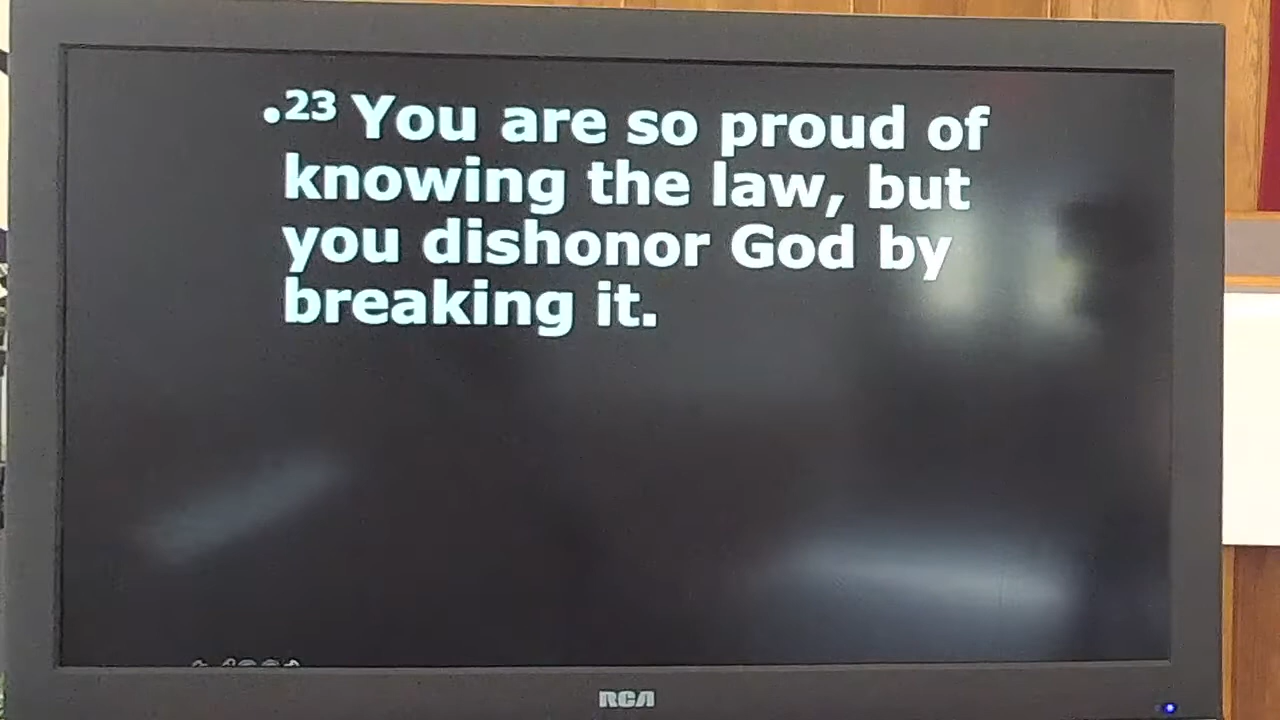 .23 You are so proud of
knowing the law, but
you dishonor God by
breaking it.
RCA